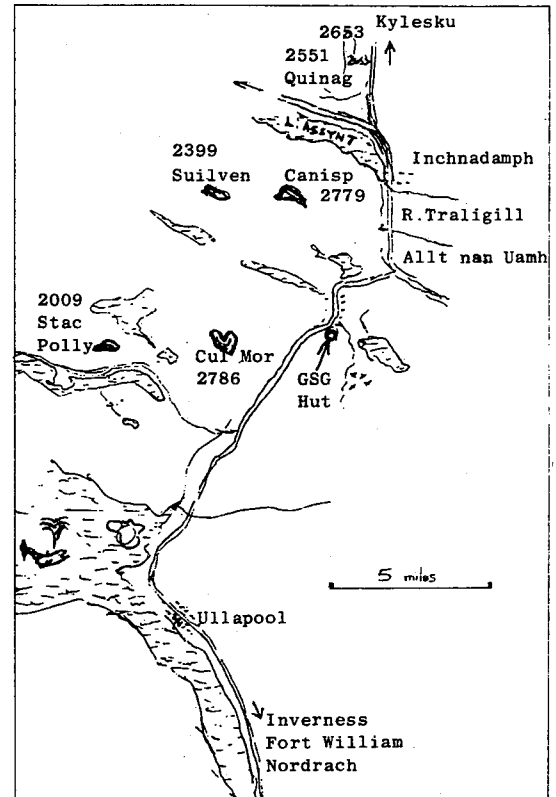 Kylesku
2653
2551
Quinag
L. ASSYNT
Inchnadamph
2399
Suilven
Canisp
2779
R.Traligill
Allt nan Uamh
2009
Stac
Polly
Cul Mor
2786
GSG
Hut
5 miles
Ullapool
Inverness
Fort William
Nordrach